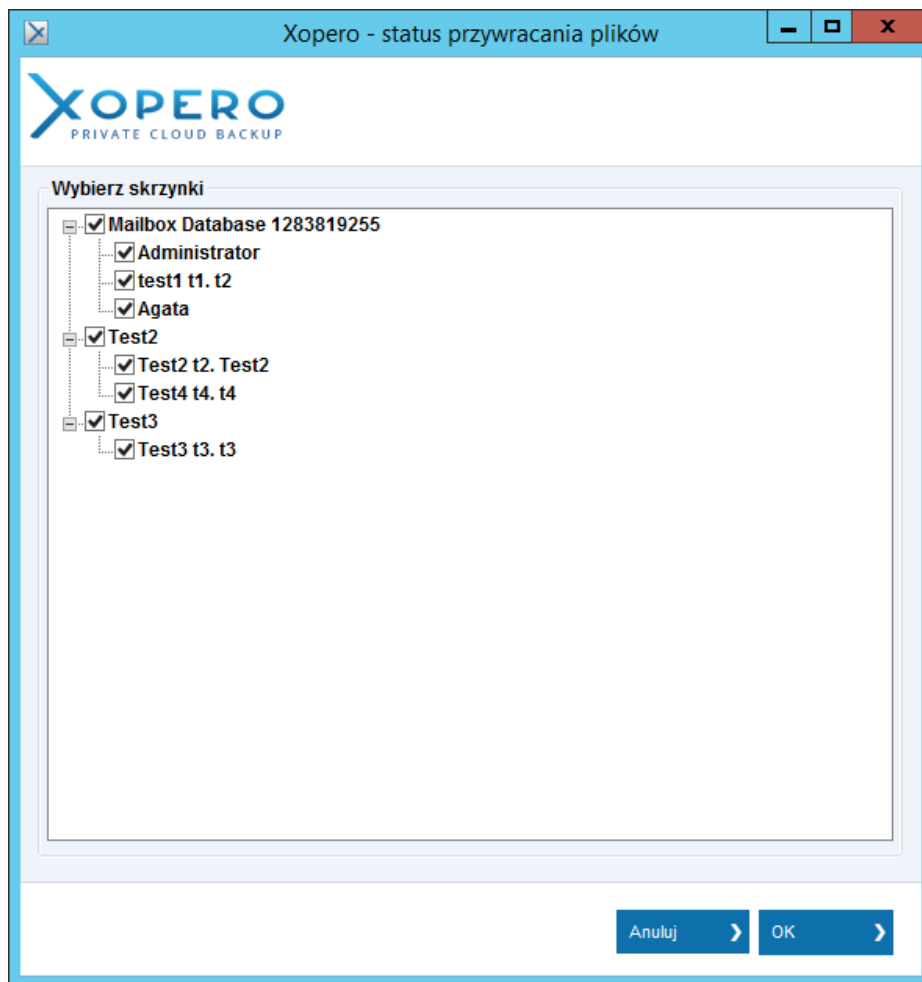 Xopero - status przywracania plików
XOPERO
PRIVATE CLOUD BACKUP
Wybierz skrzynki
Mailbox Database 1283819255
Administrator
test1 t1. t2
Agata
Test2
Test2 t2. Test2
Test4 t4. t4
Test3
Test3 t3. t3
Anuluj
OK